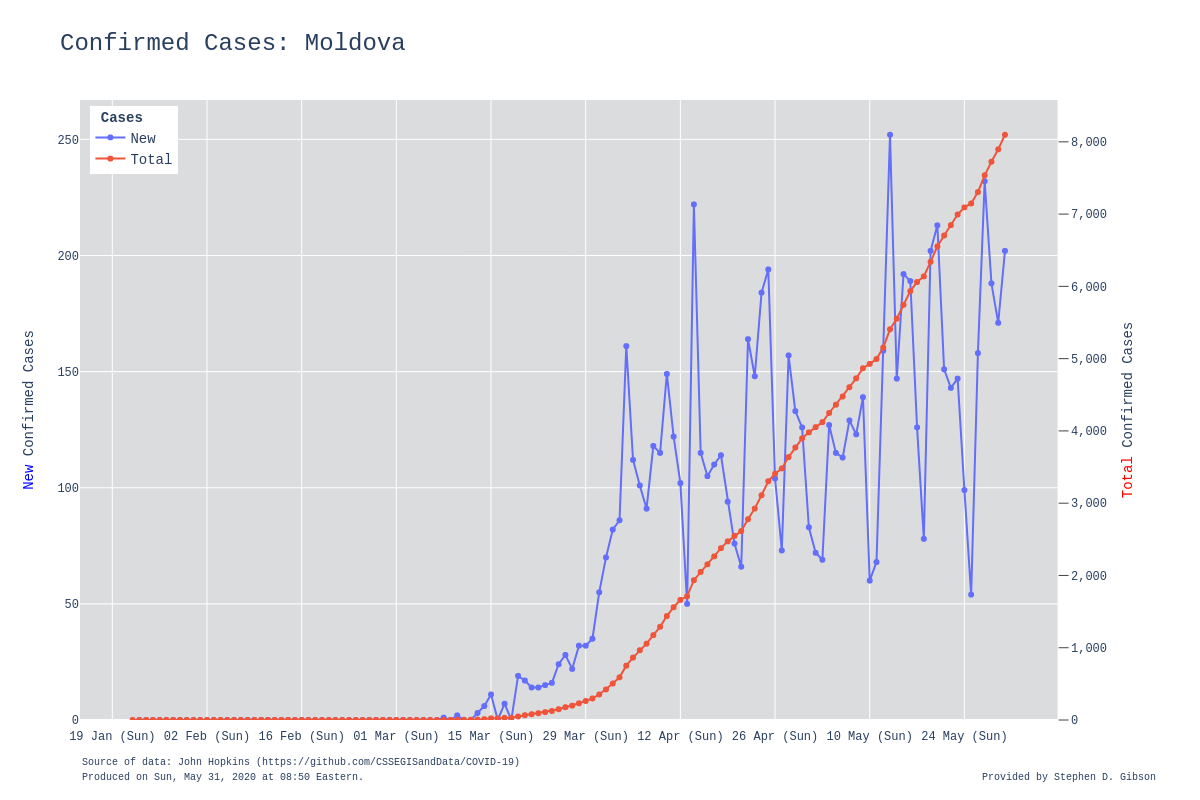 Confirmed Cases: Moldova
Cases
New
Total
250
200
150
100
50
0
8,000
7,000
6,000
5,000
4,000
3,000
2,000
1,000
0
New Confirmed Cases
Total Confirmed Cases
19 Jan (Sun) 02 Feb (Sun) 16 Feb (Sun) 01 Mar (Sun) 15 Mar (Sun) 29 Mar (Sun) 12 Apr (Sun) 26 Apr (Sun) 10 May (Sun) 24 May (Sun)
Source of data: John Hopkins (https://github.com/CSSEGISandData/COVID-19)
Produced on Sun, May 31, 2020 at 08:50 Eastern.
Provided by Stephen D. Gibson